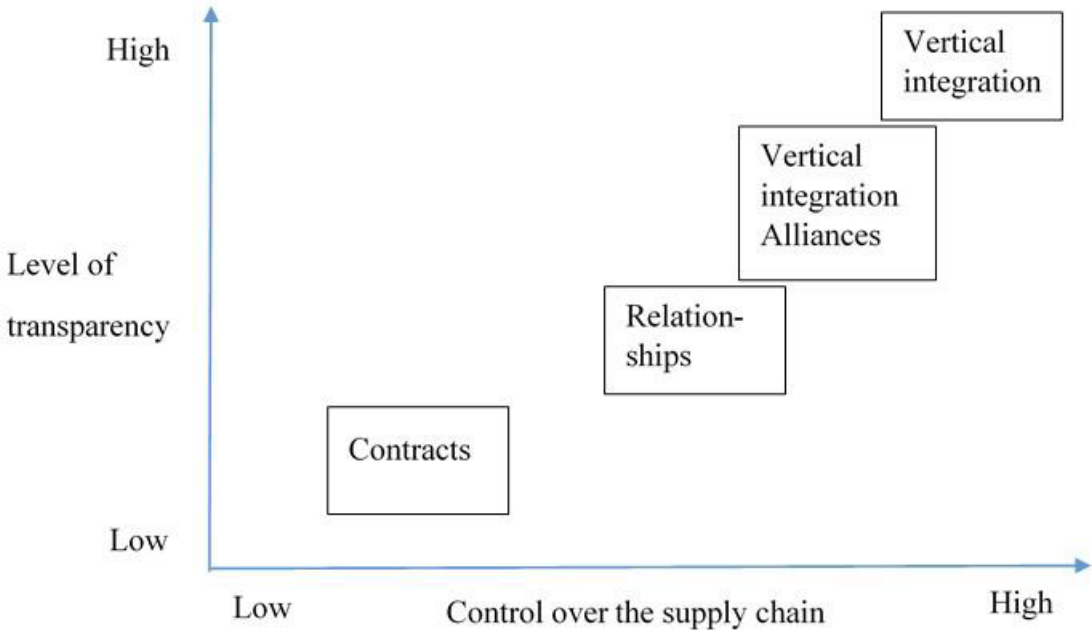 High
Vertical
integration
Vertical
integration
Alliances
Level of
transparency
Relation-
ships
Contracts
Low
Low
Control over the supply chain
High